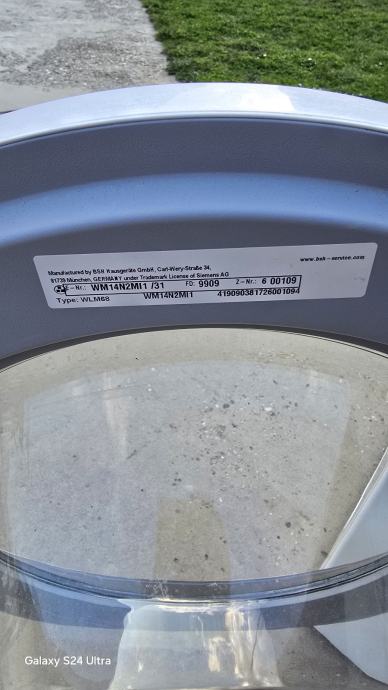 Manufactured by BSH Hausgeräte GmbH, Carl-Wery-Straße 34,
81739 München, GERMANY under Trademark License of Siemens AG
www.bsh-service.com
E-Nr.: WM14N2MI1 /31 FD: 9909 Z-Nr.: 6 00109
Type: WLM68 WM14N2MI1 419090381726001094
Galaxy S24 Ultra